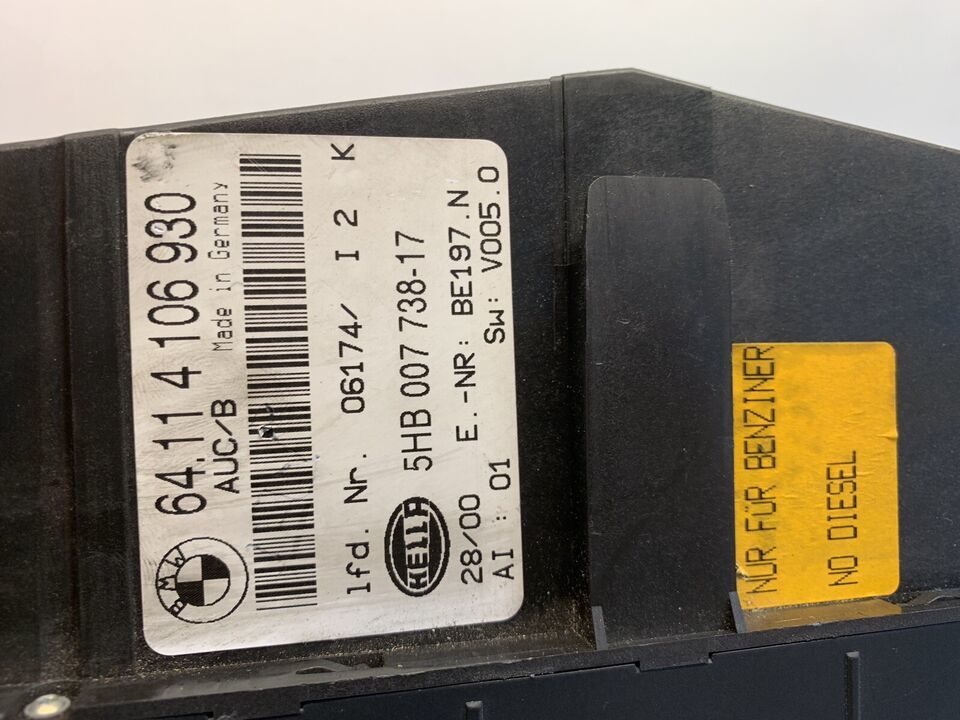 BMW
64.11 4 106 930
AUC/B Made in Germany
lfd. Nr. 06174/ I 2 K
HELLA 5HB 007 738-17
28/00 E.-NR: BE197.N
AI: 01 SW: V005.0
NUR FÜR BENZINER
NO DIESEL